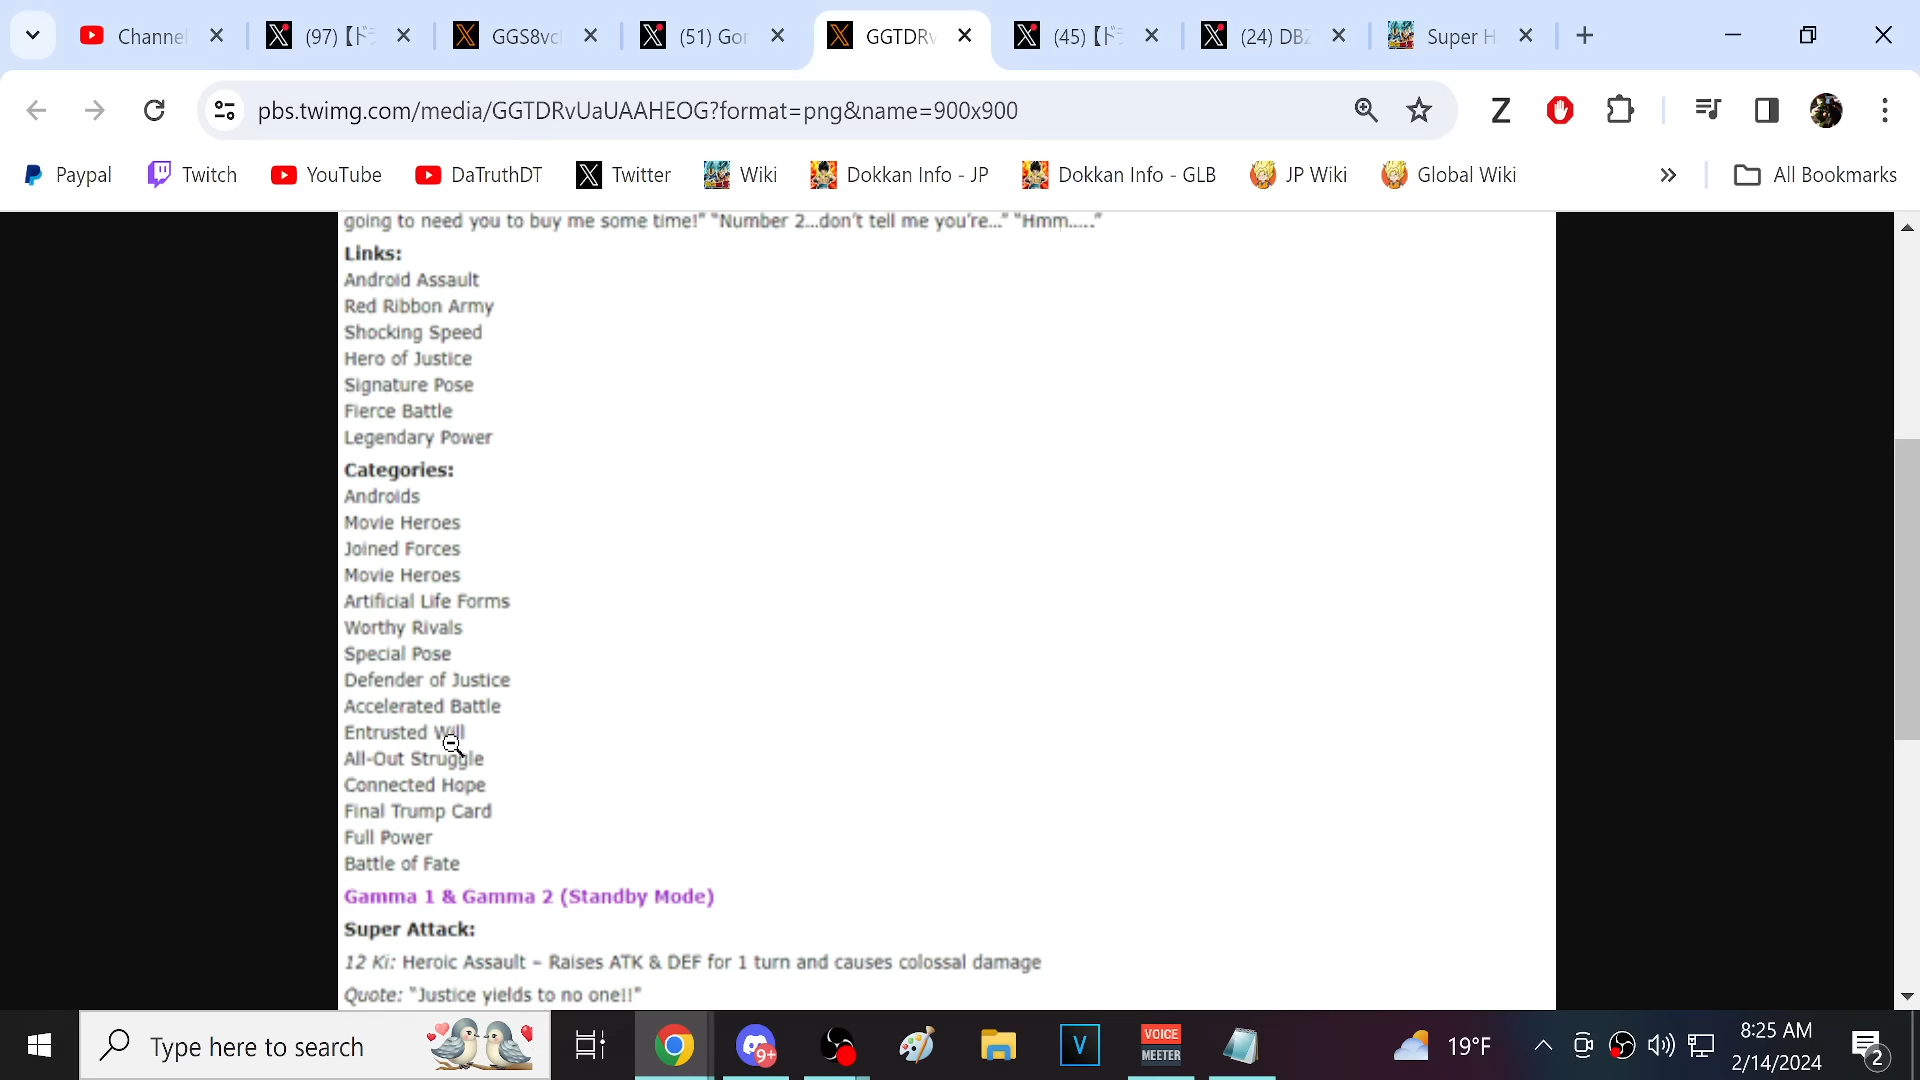 Channe
(97)【ド
GGS8vc
(51) Gor
GGTDRv
(45)【ド
(24) DBZ
Super H
pbs.twimg.com/media/GGTDRvUaUAAHEOG?format=png&name=900x900
Z
Paypal
Twitch
YouTube
DaTruthDT
Twitter
Wiki
Dokkan Info - JP
Dokkan Info - GLB
JP Wiki
Global Wiki
All Bookmarks
going to need you to buy me some time!" "Number 2...don't tell me you're..." "Hmm....."
Links:
Android Assault
Red Ribbon Army
Shocking Speed
Hero of Justice
Signature Pose
Fierce Battle
Legendary Power
Categories:
Androids
Movie Heroes
Joined Forces
Movie Heroes
Artificial Life Forms
Worthy Rivals
Special Pose
Defender of Justice
Accelerated Battle
Entrusted Will
All-Out Struggle
Connected Hope
Final Trump Card
Full Power
Battle of Fate
Gamma 1 & Gamma 2 (Standby Mode)
Super Attack:
12 Ki: Heroic Assault – Raises ATK & DEF for 1 turn and causes colossal damage
Quote: "Justice yields to no one!!"
Type here to search
9+
V
VOICE
MEETER
19°F
8:25 AM
2/14/2024
2